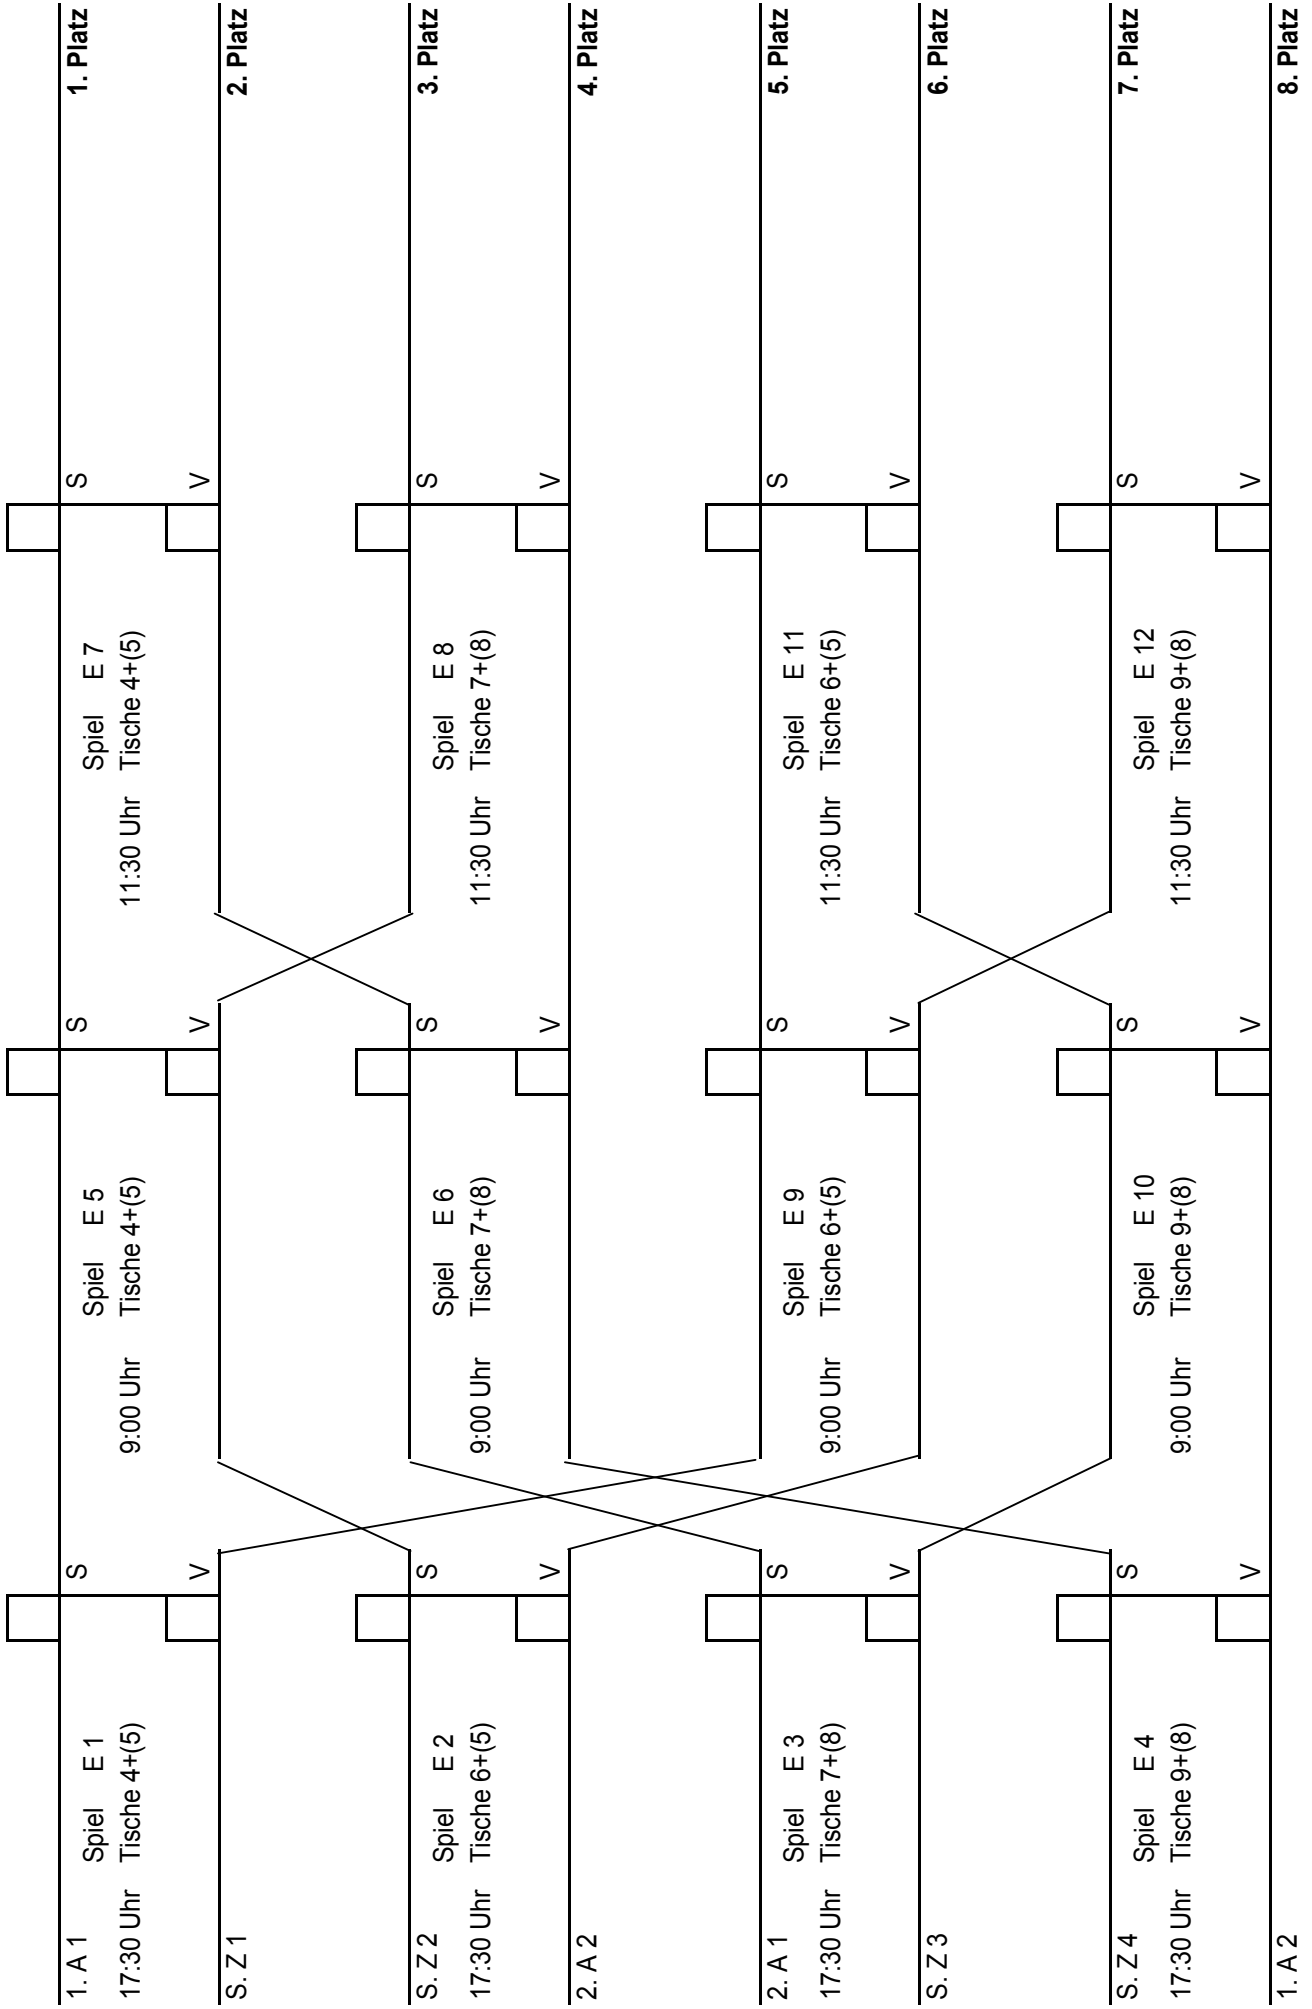 1. A 1
Spiel E 1
17:30 Uhr Tische 4+(5)
S. Z 1
S
V
Spiel E 5
9:00 Uhr Tische 4+(5)
S
V
Spiel E 7
11:30 Uhr Tische 4+(5)
S
V
1. Platz
2. Platz
S. Z 2
Spiel E 2
17:30 Uhr Tische 6+(5)
2. A 2
S
V
Spiel E 6
9:00 Uhr Tische 7+(8)
S
V
Spiel E 8
11:30 Uhr Tische 7+(8)
S
V
3. Platz
4. Platz
2. A 1
Spiel E 3
17:30 Uhr Tische 7+(8)
S. Z 3
S
V
Spiel E 9
9:00 Uhr Tische 6+(5)
S
V
Spiel E 11
11:30 Uhr Tische 6+(5)
S
V
5. Platz
6. Platz
S. Z 4
Spiel E 4
17:30 Uhr Tische 9+(8)
1. A 2
S
V
Spiel E 10
9:00 Uhr Tische 9+(8)
S
V
Spiel E 12
11:30 Uhr Tische 9+(8)
S
V
7. Platz
8. Platz